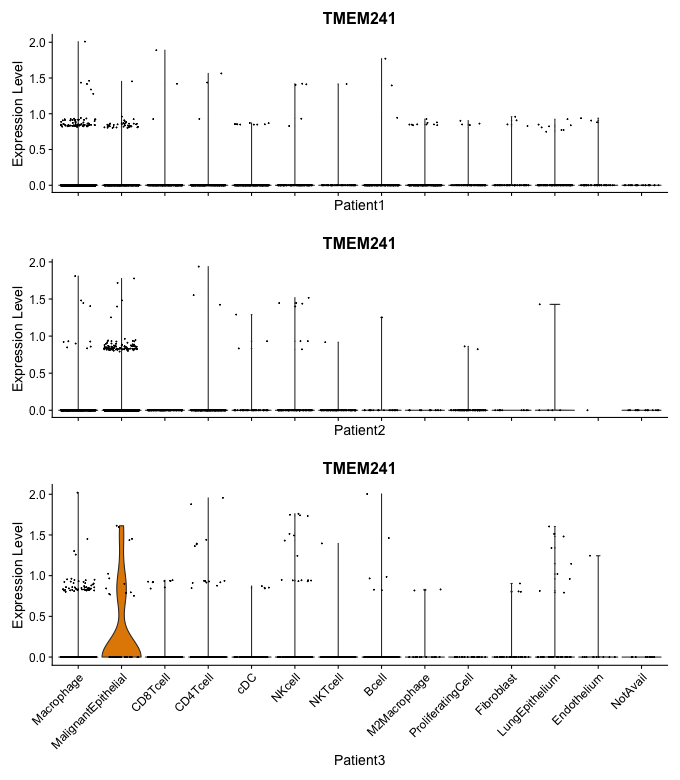 TMEM241
Expression Level
2.0
1.5
1.0
0.5
0.0
Patient1
TMEM241
Expression Level
2.0
1.5
1.0
0.5
0.0
Patient2
TMEM241
Expression Level
2.0
1.5
1.0
0.5
0.0
Macrophage
MalignantEpithelial
CD8Tcell
CD4Tcell
cDC
NKcell
NKTcell
Bcell
M2Macrophage
ProliferatingCell
Fibroblast
LungEpithelium
Endothelium
NotAvail
Patient3